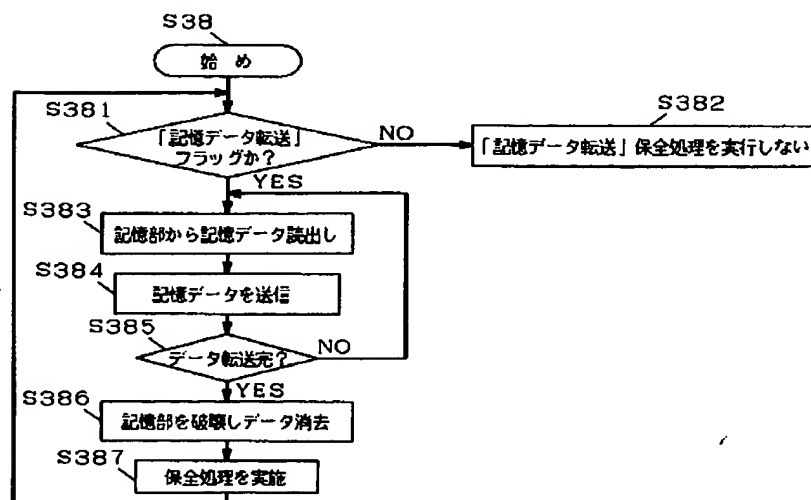 S38
始め
S381
「記憶データ転送」
フラッグか?
NO
S382
「記憶データ転送」保全処理を実行しない
YES
S383
記憶部から記憶データ読出し
S384
記憶データを送信
S385
データ転送完?
NO
YES
S386
記憶部を破壊しデータ消去
S387
保全処理を実施